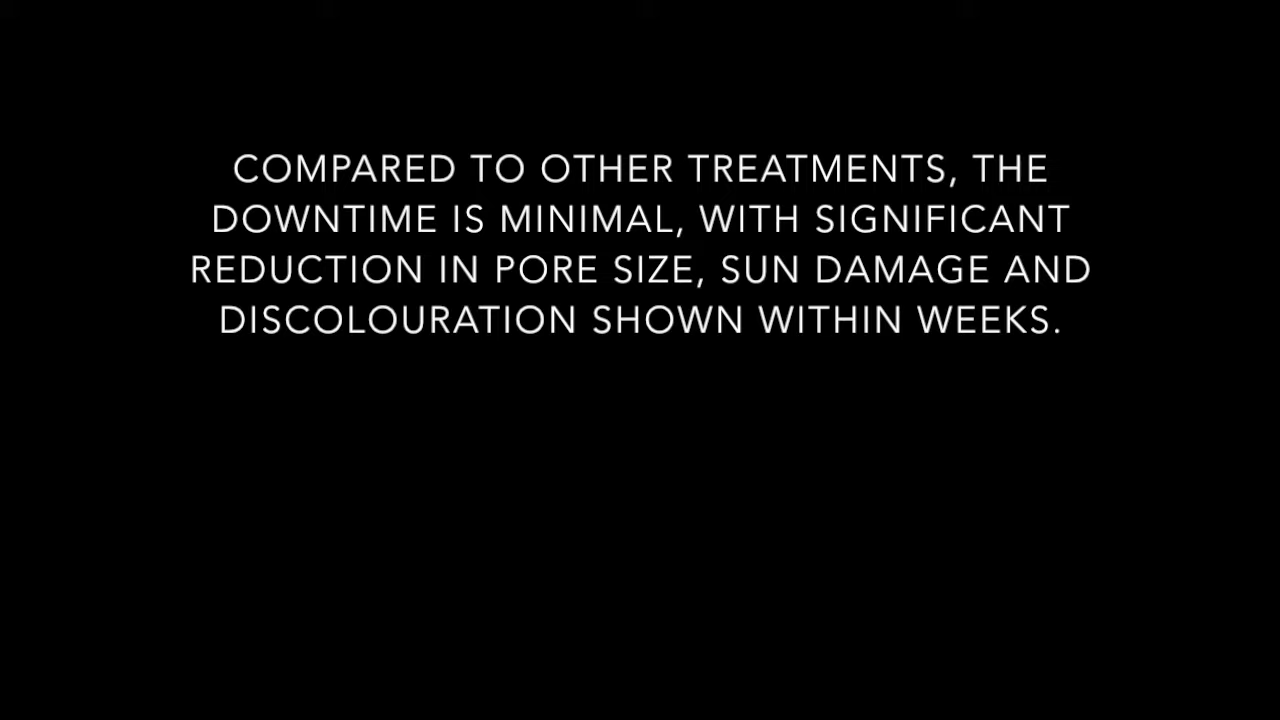 COMPARED TO OTHER TREATMENTS, THE
DOWNTIME IS MINIMAL, WITH SIGNIFICANT
REDUCTION IN PORE SIZE, SUN DAMAGE AND
DISCOLOURATION SHOWN WITHIN WEEKS.